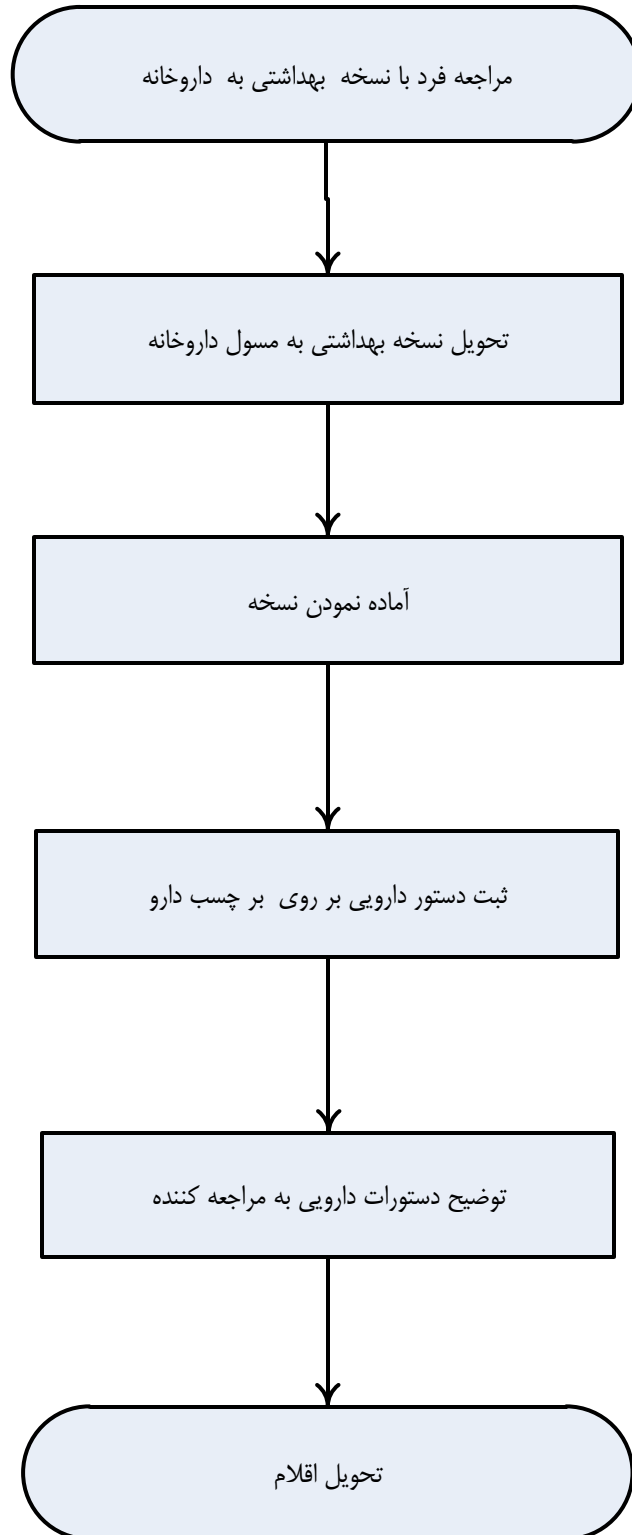 مراجعه فرد با نسخه بهداشتی به داروخانه
تحویل نسخه بهداشتی به مسول داروخانه
آماده نمودن نسخه
ثبت دستور دارویی بر روی بر چسب دارو
توضیح دستورات دارویی به مراجعه کننده
تحویل اقلام